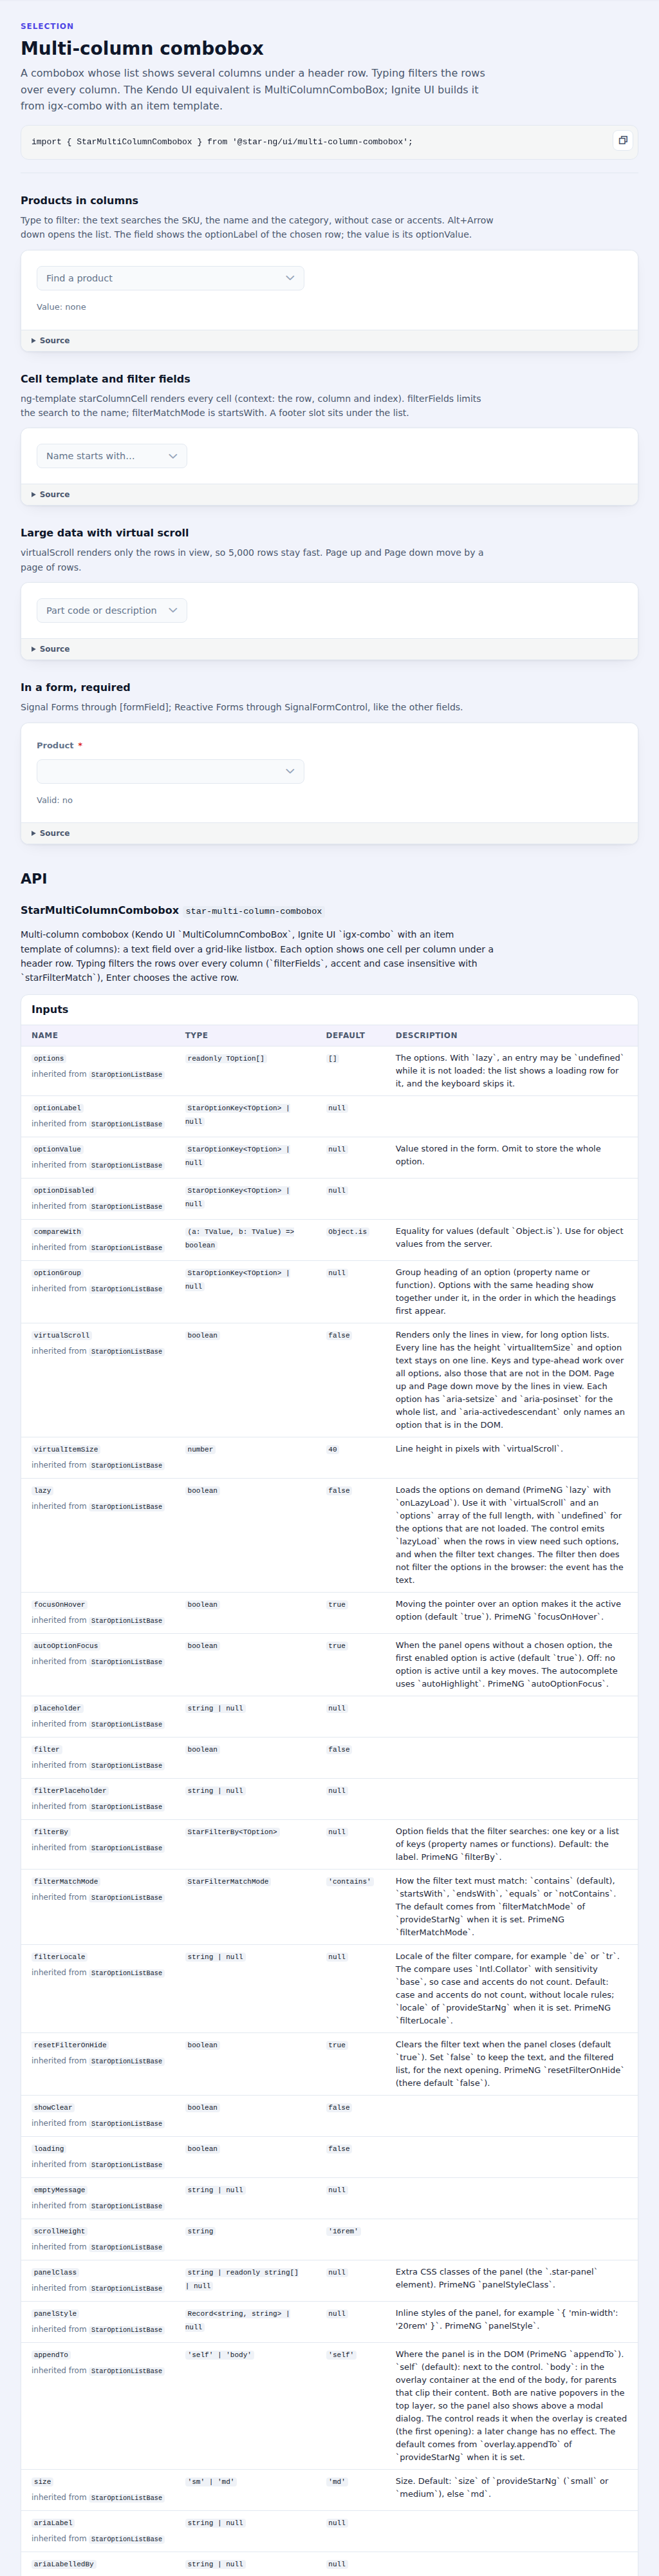 SELECTION
Multi-column combobox
A combobox whose list shows several columns under a header row. Typing filters the rows
over every column. The Kendo UI equivalent is MultiColumnComboBox; Ignite UI builds it
from igx-combo with an item template.
import { StarMultiColumnCombobox } from '@star-ng/ui/multi-column-combobox';
Products in columns
Type to filter: the text searches the SKU, the name and the category, without case or accents. Alt+Arrow
down opens the list. The field shows the optionLabel of the chosen row; the value is its optionValue.
Find a product
Value: none
Source
Cell template and filter fields
ng-template starColumnCell renders every cell (context: the row, column and index). filterFields limits
the search to the name; filterMatchMode is startsWith. A footer slot sits under the list.
Name starts with…
Source
Large data with virtual scroll
virtualScroll renders only the rows in view, so 5,000 rows stay fast. Page up and Page down move by a
page of rows.
Part code or description
Source
In a form, required
Signal Forms through [formField]; Reactive Forms through SignalFormControl, like the other fields.
Product *
Valid: no
Source
API
StarMultiColumnCombobox star-multi-column-combobox
Multi-column combobox (Kendo UI `MultiColumnComboBox`, Ignite UI `igx-combo` with an item
template of columns): a text field over a grid-like listbox. Each option shows one cell per column under a
header row. Typing filters the rows over every column (`filterFields`, accent and case insensitive with
`starFilterMatch`), Enter chooses the active row.
Inputs
NAME TYPE DEFAULT DESCRIPTION
options readonly TOption[] [] The options. With `lazy`, an entry may be `undefined`
inherited from StarOptionListBase while it is not loaded: the list shows a loading row for
it, and the keyboard skips it.
optionLabel StarOptionKey<TOption> | null
inherited from StarOptionListBase null
optionValue StarOptionKey<TOption> | null Value stored in the form. Omit to store the whole
inherited from StarOptionListBase null option.
optionDisabled StarOptionKey<TOption> | null
inherited from StarOptionListBase null
compareWith (a: TValue, b: TValue) => Object.is Equality for values (default `Object.is`). Use for object
inherited from StarOptionListBase boolean values from the server.
optionGroup StarOptionKey<TOption> | null Group heading of an option (property name or
inherited from StarOptionListBase null function). Options with the same heading show
together under it, in the order in which the headings
first appear.
virtualScroll boolean false Renders only the lines in view, for long option lists.
inherited from StarOptionListBase Every line has the height `virtualItemSize` and option
text stays on one line. Keys and type-ahead work over
all options, also those that are not in the DOM. Page
up and Page down move by the lines in view. Each
option has `aria-setsize` and `aria-posinset` for the
whole list, and `aria-activedescendant` only names an
option that is in the DOM.
virtualItemSize number 40 Line height in pixels with `virtualScroll`.
inherited from StarOptionListBase
lazy boolean false Loads the options on demand (PrimeNG `lazy` with
inherited from StarOptionListBase `onLazyLoad`). Use it with `virtualScroll` and an
`options` array of the full length, with `undefined` for
the options that are not loaded. The control emits
`lazyLoad` when the rows in view need such options,
and when the filter text changes. The filter then does
not filter the options in the browser: the event has the
text.
focusOnHover boolean true Moving the pointer over an option makes it the active
inherited from StarOptionListBase option (default `true`). PrimeNG `focusOnHover`.
autoOptionFocus boolean true When the panel opens without a chosen option, the
inherited from StarOptionListBase first enabled option is active (default `true`). Off: no
option is active until a key moves. The autocomplete
uses `autoHighlight`. PrimeNG `autoOptionFocus`.
placeholder string | null null
inherited from StarOptionListBase
filter boolean false
inherited from StarOptionListBase
filterPlaceholder string | null null
inherited from StarOptionListBase
filterBy StarFilterBy<TOption> null Option fields that the filter searches: one key or a list
inherited from StarOptionListBase of keys (property names or functions). Default: the
label. PrimeNG `filterBy`.
filterMatchMode StarFilterMatchMode 'contains' How the filter text must match: `contains` (default),
inherited from StarOptionListBase `startsWith`, `endsWith`, `equals` or `notContains`.
The default comes from `filterMatchMode` of
`provideStarNg` when it is set. PrimeNG
`filterMatchMode`.
filterLocale string | null null Locale of the filter compare, for example `de` or `tr`.
inherited from StarOptionListBase The compare uses `Intl.Collator` with sensitivity
`base`, so case and accents do not count. Default:
case and accents do not count, without locale rules;
`locale` of `provideStarNg` when it is set. PrimeNG
`filterLocale`.
resetFilterOnHide boolean true Clears the filter text when the panel closes (default
inherited from StarOptionListBase `true`). Set `false` to keep the text, and the filtered
list, for the next opening. PrimeNG `resetFilterOnHide`
(there default `false`).
showClear boolean false
inherited from StarOptionListBase
loading boolean false
inherited from StarOptionListBase
emptyMessage string | null null
inherited from StarOptionListBase
scrollHeight string '16rem'
inherited from StarOptionListBase
panelClass string | readonly string[] null Extra CSS classes of the panel (the `.star-panel`
inherited from StarOptionListBase | null element). PrimeNG `panelStyleClass`.
panelStyle Record<string, string> | null Inline styles of the panel, for example `{ 'min-width':
inherited from StarOptionListBase null '20rem' }`. PrimeNG `panelStyle`.
appendTo 'self' | 'body' 'self' Where the panel is in the DOM (PrimeNG `appendTo`).
inherited from StarOptionListBase `self` (default): next to the control. `body`: in the
overlay container at the end of the body, for parents
that clip their content. Both are native popovers in the
top layer, so the panel also shows above a modal
dialog. The control reads it when the overlay is created
(the first opening): a later change has no effect. The
default comes from `overlay.appendTo` of
`provideStarNg` when it is set.
size 'sm' | 'md' 'md' Size. Default: `size` of `provideStarNg` (`small` or
inherited from StarOptionListBase `medium`), else `md`.
ariaLabel string | null null
inherited from StarOptionListBase
ariaLabelledBy string | null null